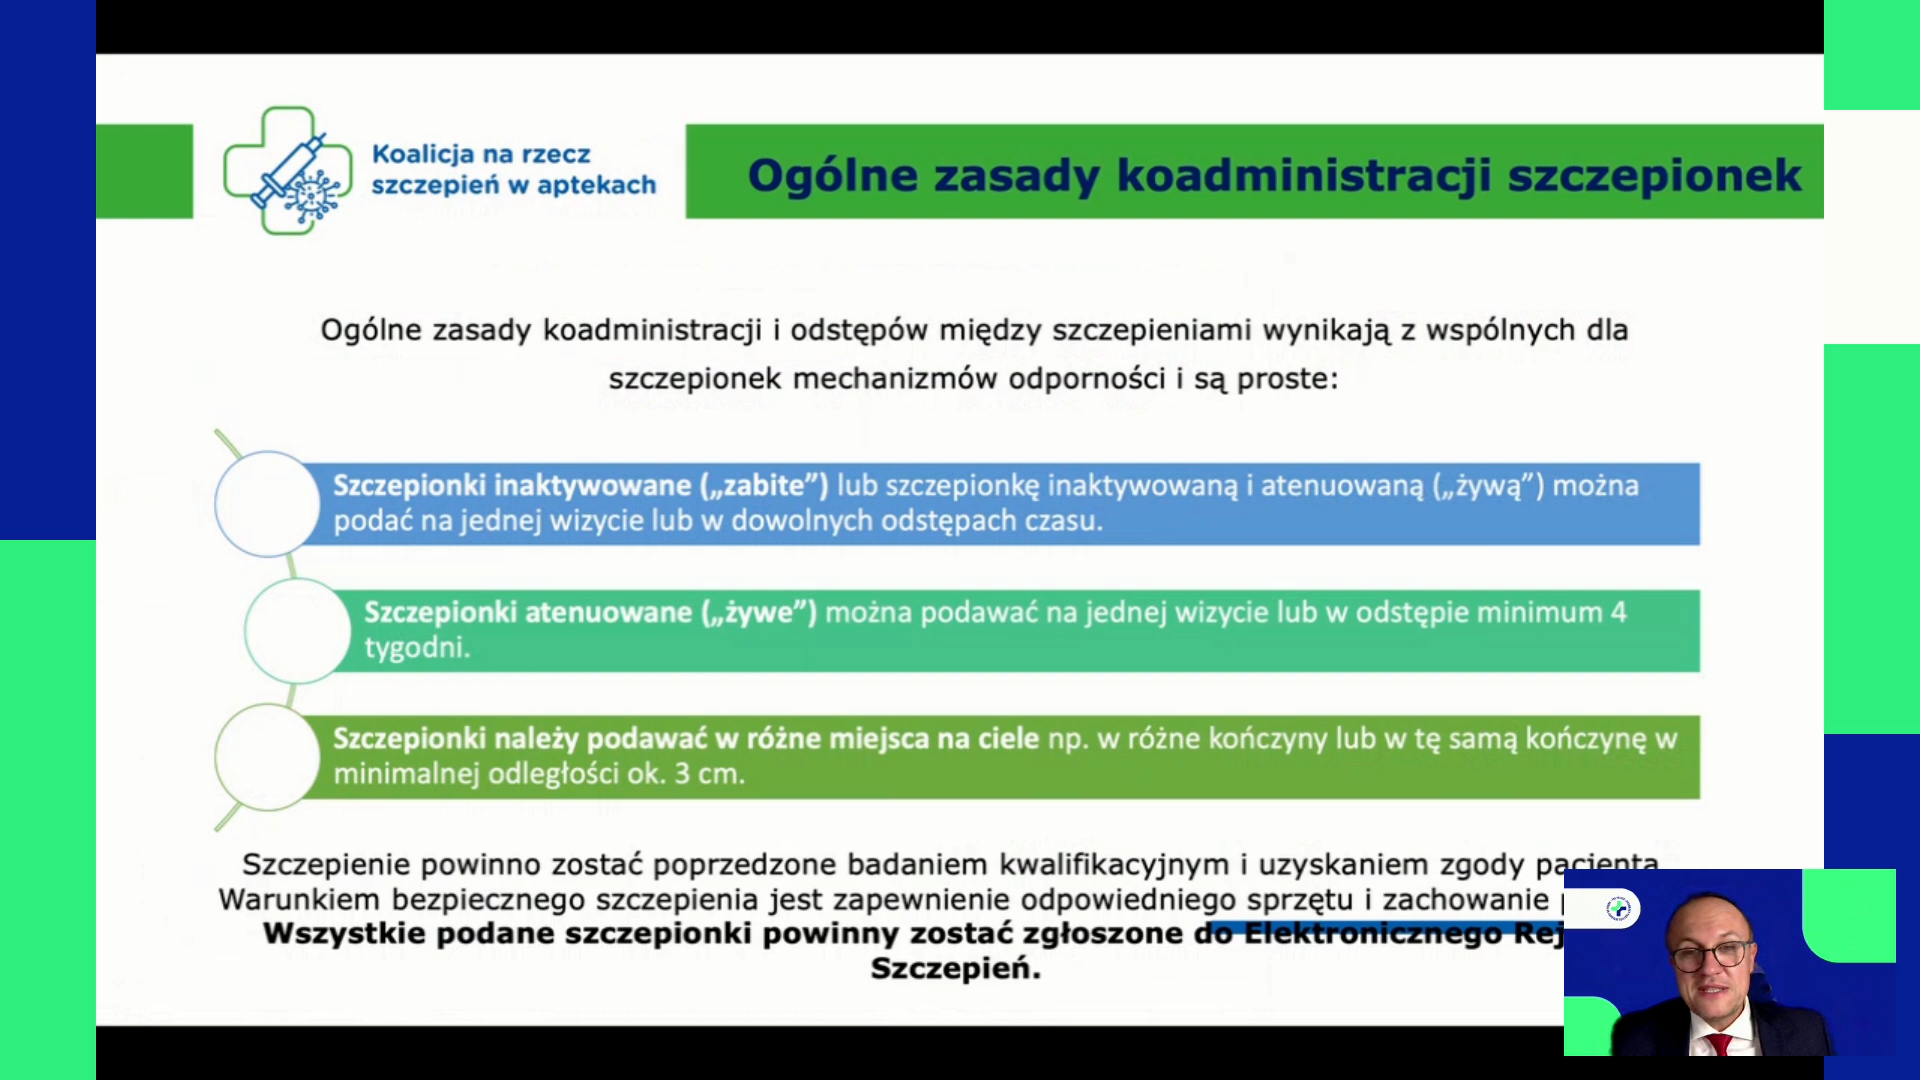 Koalicja na rzecz
szczepień w aptekach
Ogólne zasady koadministracji szczepionek
Ogólne zasady koadministracji i odstępów między szczepieniami wynikają z wspólnych dla
szczepionek mechanizmów odporności i są proste:
Szczepionki inaktywowane („zabite”) lub szczepionkę inaktywowaną i atenuowaną („żywą”) można
podać na jednej wizycie lub w dowolnych odstępach czasu.
Szczepionki atenuowane („żywe”) można podawać na jednej wizycie lub w odstępie minimum 4
tygodni.
Szczepionki należy podawać w różne miejsca na ciele np. w różne kończyny lub w tę samą kończynę w
minimalnej odległości ok. 3 cm.
Szczepienie powinno zostać poprzedzone badaniem kwalifikacyjnym i uzyskaniem zgody pacjenta
Warunkiem bezpiecznego szczepienia jest zapewnienie odpowiedniego sprzętu i zachowanie
Wszystkie podane szczepionki powinny zostać zgłoszone do Elektronicznego Rej
Szczepień.